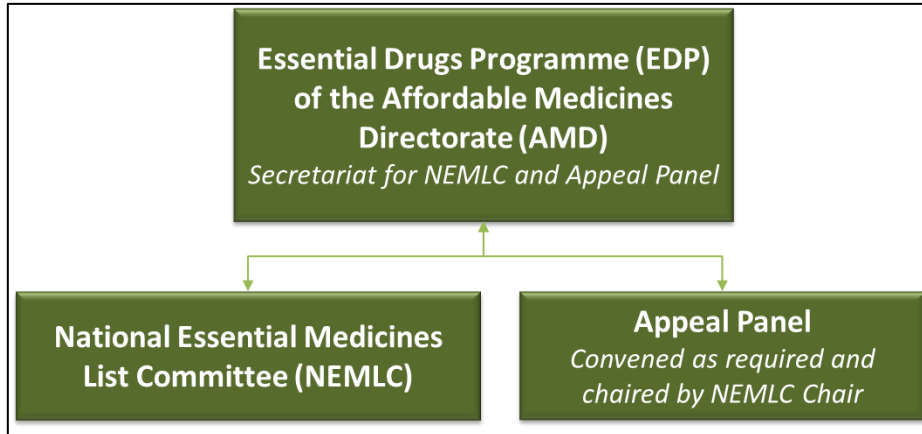 Essential Drugs Programme (EDP)
of the Affordable Medicines
Directorate (AMD)
Secretariat for NEMLC and Appeal Panel
National Essential Medicines
List Committee (NEMLC)
Appeal Panel
Convened as required and
chaired by NEMLC Chair